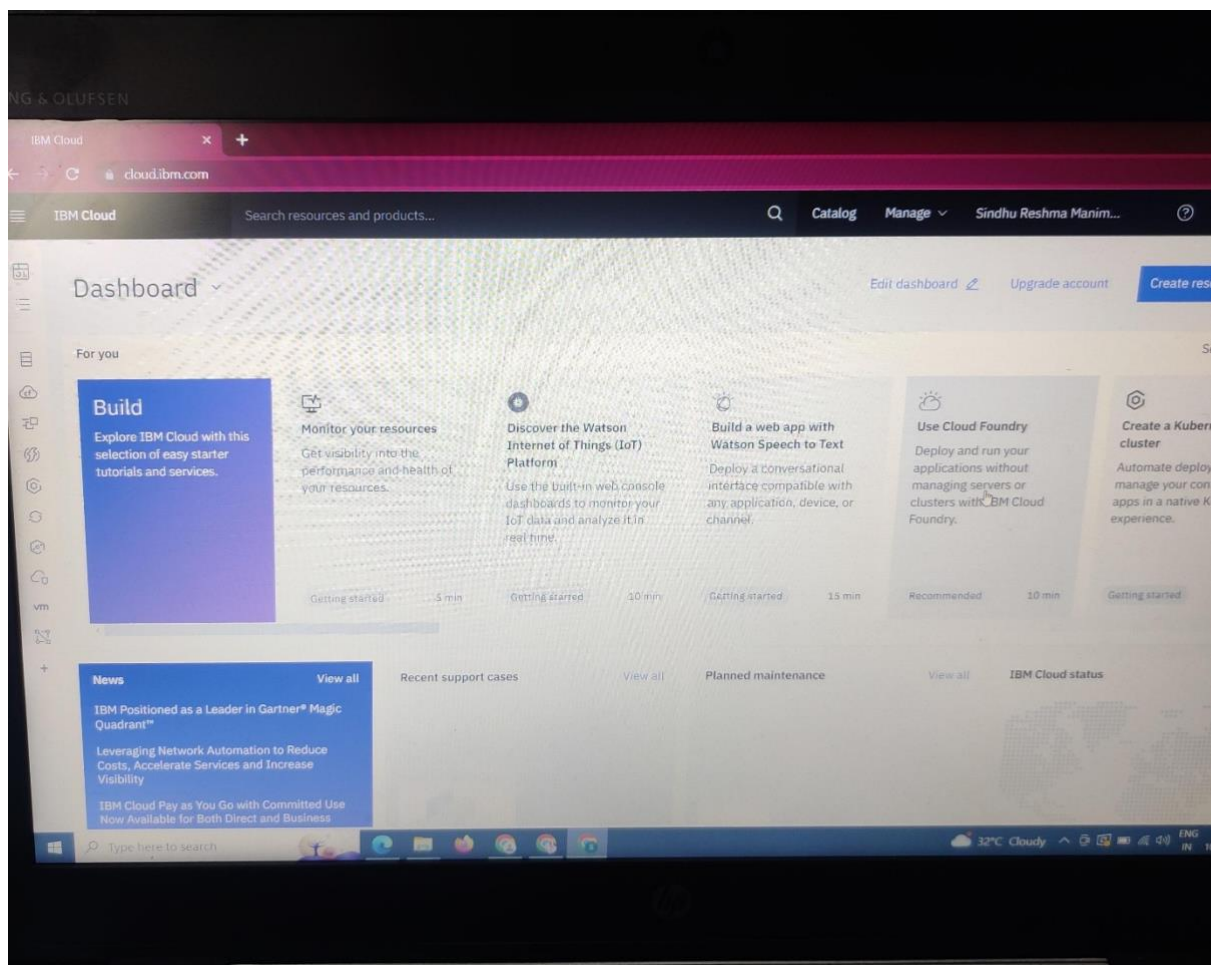 NG & OLUFSEN
IBM Cloud
cloud.ibm.com
IBM Cloud
Search resources and products...
Catalog
Manage
Sindhu Reshma Manim...
Dashboard
Edit dashboard
Upgrade account
Create res
For you
Build
Explore IBM Cloud with this
selection of easy starter
tutorials and services.
Monitor your resources
Get visibility into the
performance and health of
your resources.
Getting started
5 min
Discover the Watson
Internet of Things (IoT)
Platform
Use the built-in web console
dashboards to monitor your
IoT data and analyze it in
real time.
Getting started
10 min
Build a web app with
Watson Speech to Text
Deploy a conversational
interface compatible with
any application, device, or
channel.
Getting started
15 min
Use Cloud Foundry
Deploy and run your
applications without
managing servers or
clusters with IBM Cloud
Foundry.
Recommended
10 min
Create a Kubern
cluster
Automate deploy
manage your con
apps in a native K
experience.
Getting started
vm
News
View all
IBM Positioned as a Leader in Gartner® Magic
Quadrant™
Leveraging Network Automation to Reduce
Costs, Accelerate Services and Increase
Visibility
IBM Cloud Pay as You Go with Committed Use
Now Available for Both Direct and Business
Recent support cases
View all
Planned maintenance
View all
IBM Cloud status
Type here to search
32°C Cloudy
ENG
IN
hp